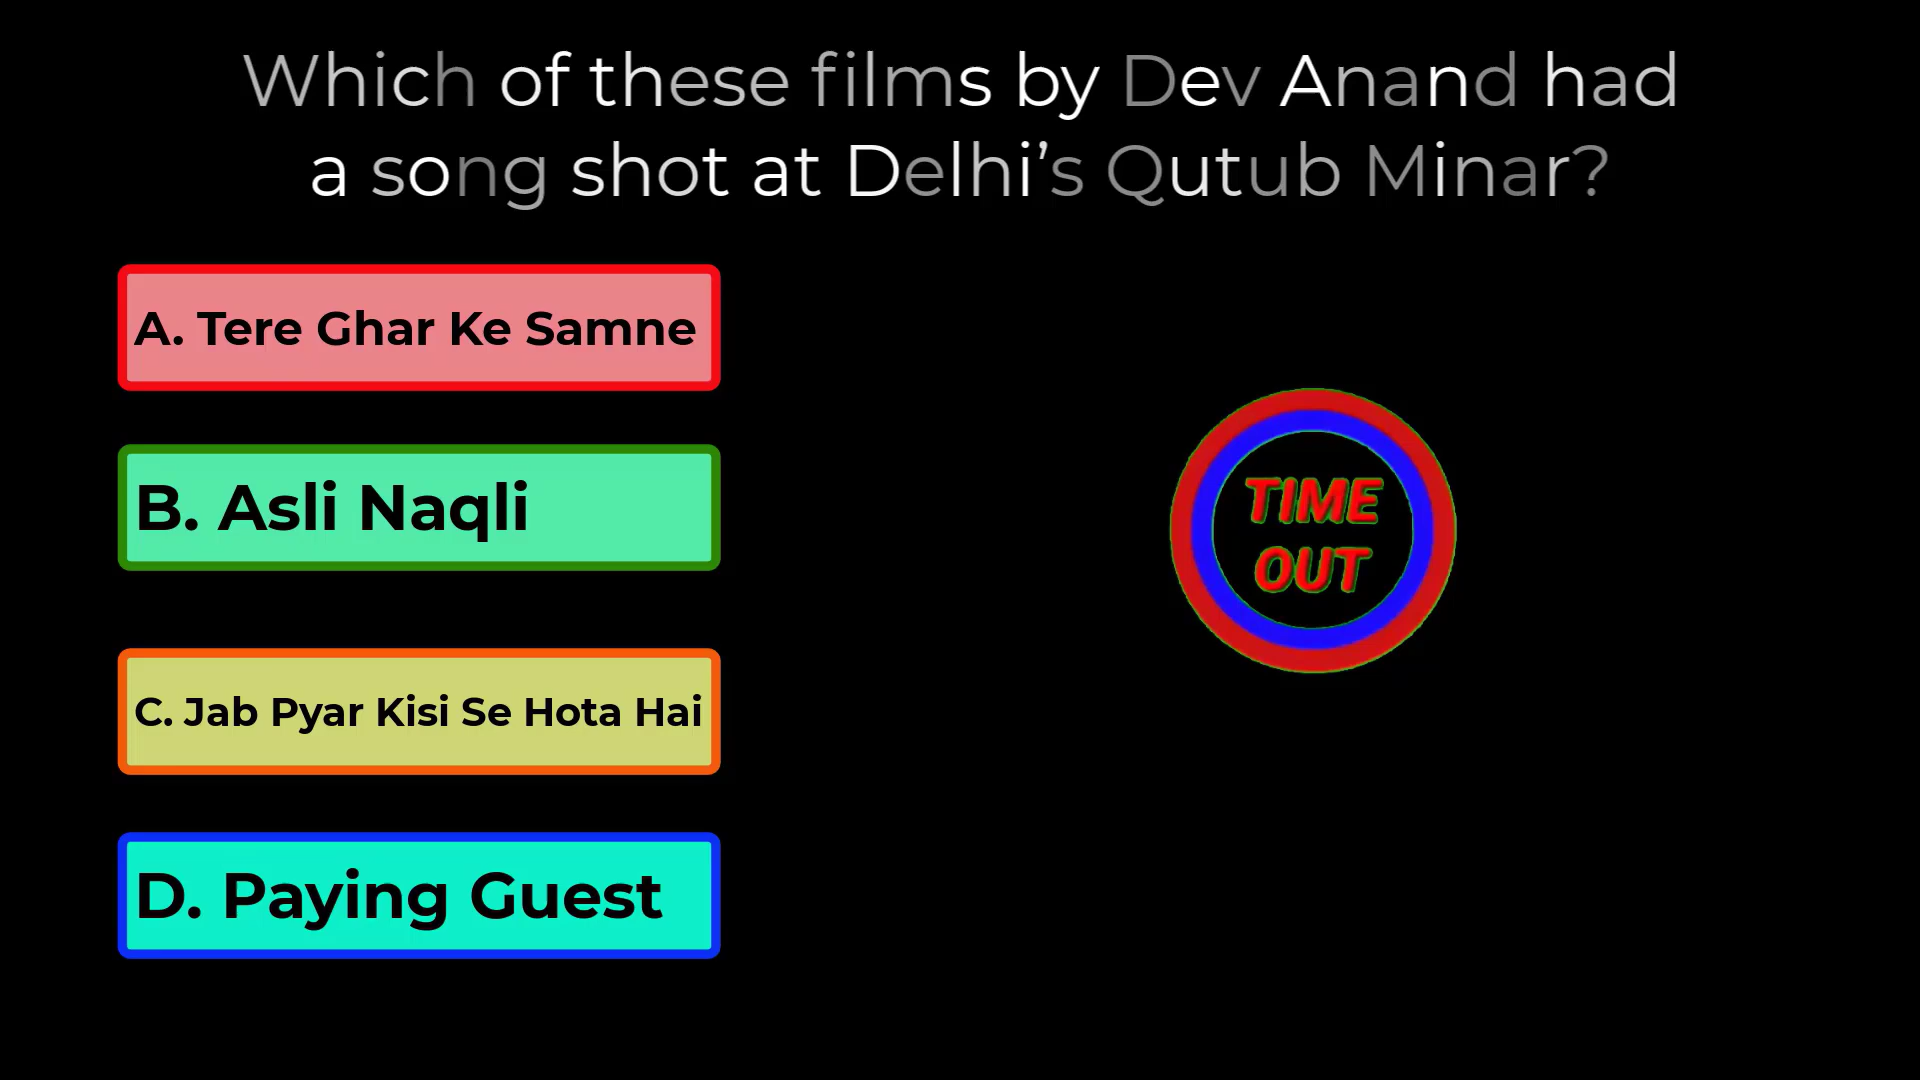 Which of these films by Dev Anand had
a song shot at Delhi’s Qutub Minar?
A. Tere Ghar Ke Samne
B. Asli Naqli
C. Jab Pyar Kisi Se Hota Hai
D. Paying Guest
TIME
OUT